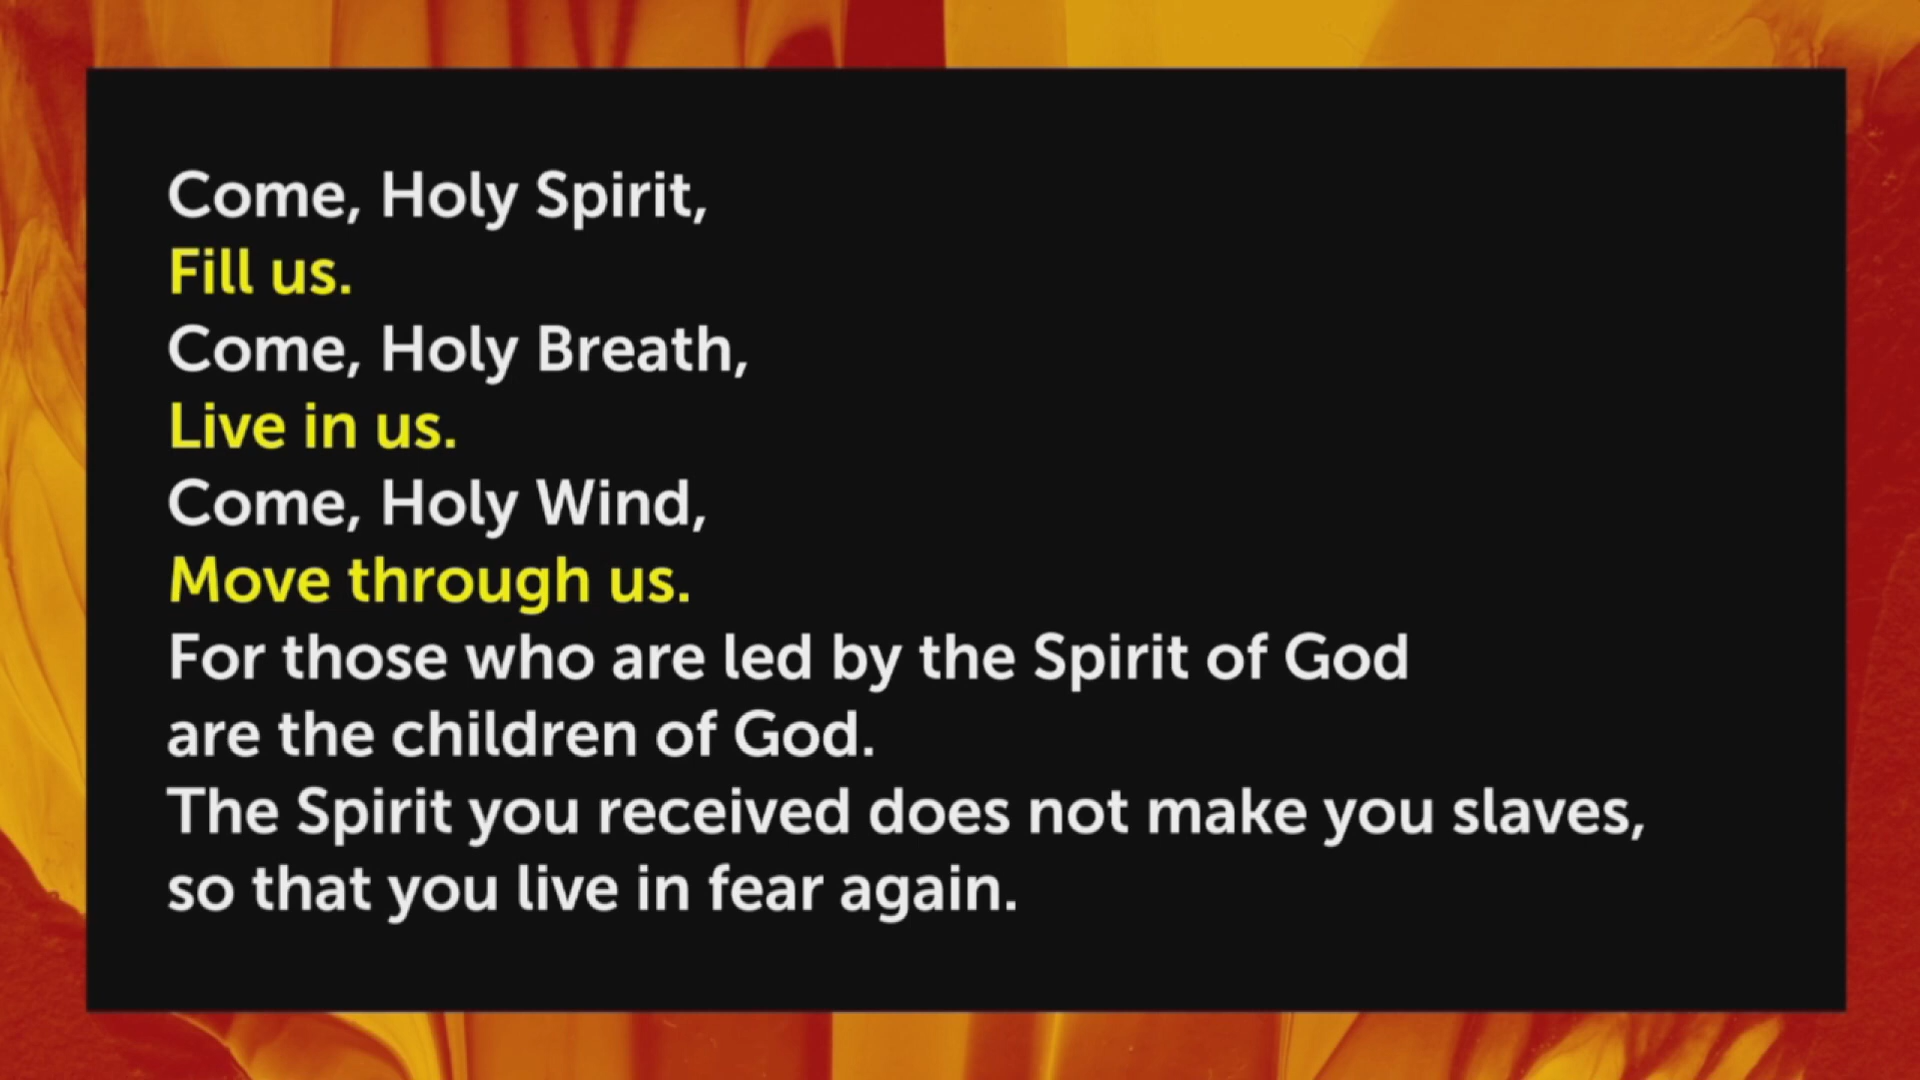 Come, Holy Spirit,
Fill us.
Come, Holy Breath,
Live in us.
Come, Holy Wind,
Move through us.
For those who are led by the Spirit of God
are the children of God.
The Spirit you received does not make you slaves,
so that you live in fear again.